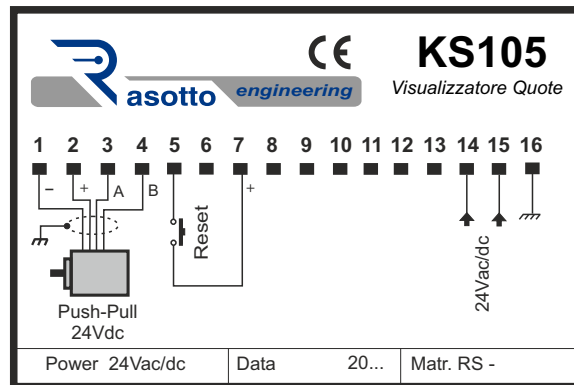 Rasotto
engineering
CE
KS105
Visualizzatore Quote
1 2 3 4 5 6 7 8 9 10 11 12 13 14 15 16
− + A B +
Reset
24Vac/dc
Push-Pull
24Vdc
Power 24Vac/dc
Data 20...
Matr. RS -